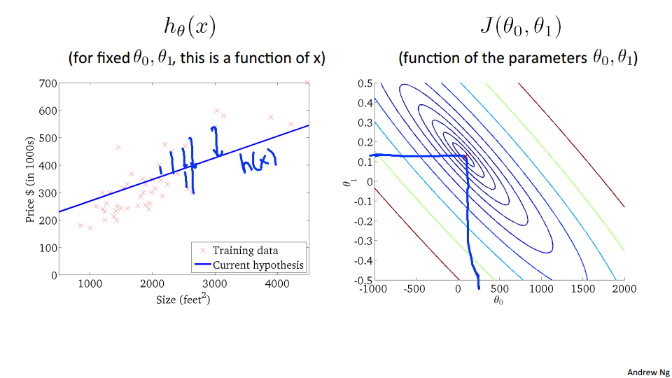 hθ(x)
(for fixed θ0, θ1, this is a function of x)
700
600
500
400
300
200
100
0
Price $ (in 1000s)
1000 2000 3000 4000
Size (feet²)
× Training data
Current hypothesis
h(x)
J(θ0, θ1)
(function of the parameters θ0, θ1)
0.5
0.4
0.3
0.2
0.1
0
-0.1
-0.2
-0.3
-0.4
-0.5
θ1
-1000 -500 0 500 1000 1500 2000
θ0
Andrew Ng